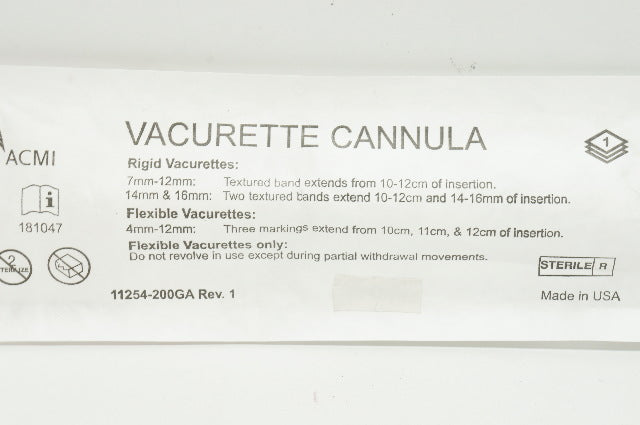 VACURETTE CANNULA
1
ACMI
Rigid Vacurettes:
7mm-12mm: Textured band extends from 10-12cm of insertion.
14mm & 16mm: Two textured bands extend 10-12cm and 14-16mm of insertion.
i
181047
Flexible Vacurettes:
4mm-12mm: Three markings extend from 10cm, 11cm, & 12cm of insertion.
Flexible Vacurettes only:
Do not revolve in use except during partial withdrawal movements.
2
STERILE R
11254-200GA Rev. 1
Made in USA